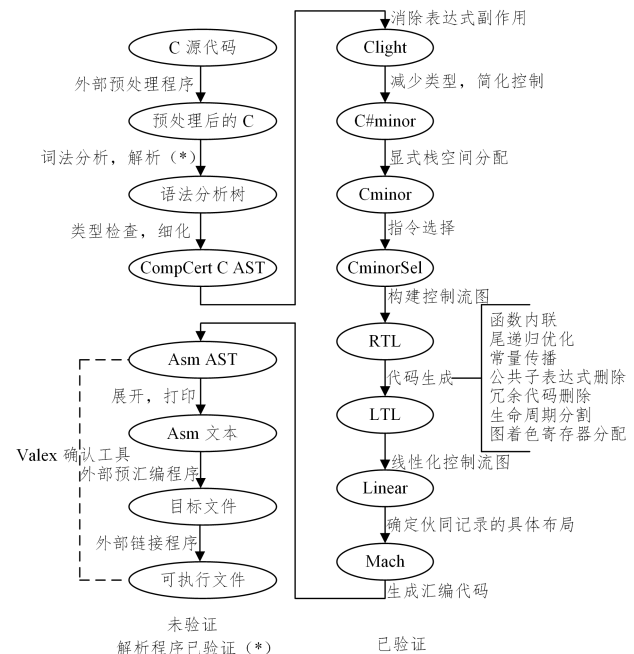 C 源代码
外部预处理程序
预处理后的 C
词法分析，解析（*）
语法分析树
类型检查，细化
CompCert C AST
消除表达式副作用
Clight
减少类型，简化控制
C#minor
显式栈空间分配
Cminor
指令选择
CminorSel
构建控制流图
RTL
代码生成
函数内联
尾递归优化
常量传播
公共子表达式删除
冗余代码删除
生命周期分割
图着色寄存器分配
LTL
线性化控制流图
Linear
确定伙同记录的具体布局
Mach
生成汇编代码
Asm AST
展开，打印
Asm 文本
Valex 确认工具
外部预汇编程序
目标文件
外部链接程序
可执行文件
未验证
解析程序已验证（*）
已验证